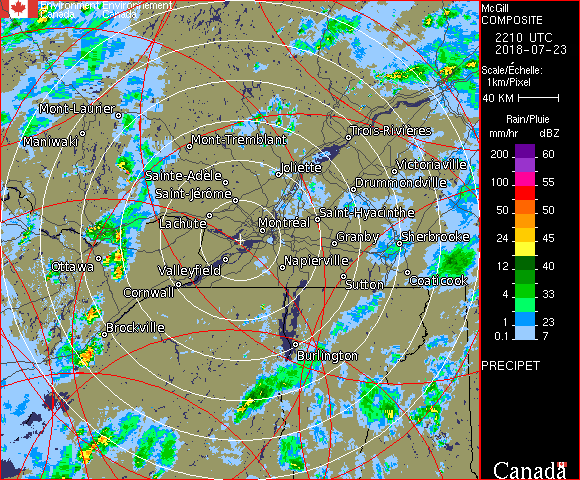 Environment Environnement
Canada Canada
McGill
COMPOSITE
2210 UTC
2018-07-23
Scale/Échelle:
1km/Pixel
40 KM
Rain/Pluie
mm/hr dBZ
200 60
150 57
100 55
50 50
24 45
12 40
4 33
1 23
0.1 7
PRECIPET
Canada
Mont-Laurier
Maniwaki
Mont-Tremblant
Trois-Rivières
Joliette
Victoriaville
Sainte-Adèle
Drummondville
Saint-Jérôme
Saint-Hyacinthe
Lachute
Montréal
Granby
Sherbrooke
Ottawa
Valleyfield
Napierville
Cornwall
Sutton
Coaticook
Brockville
Burlington